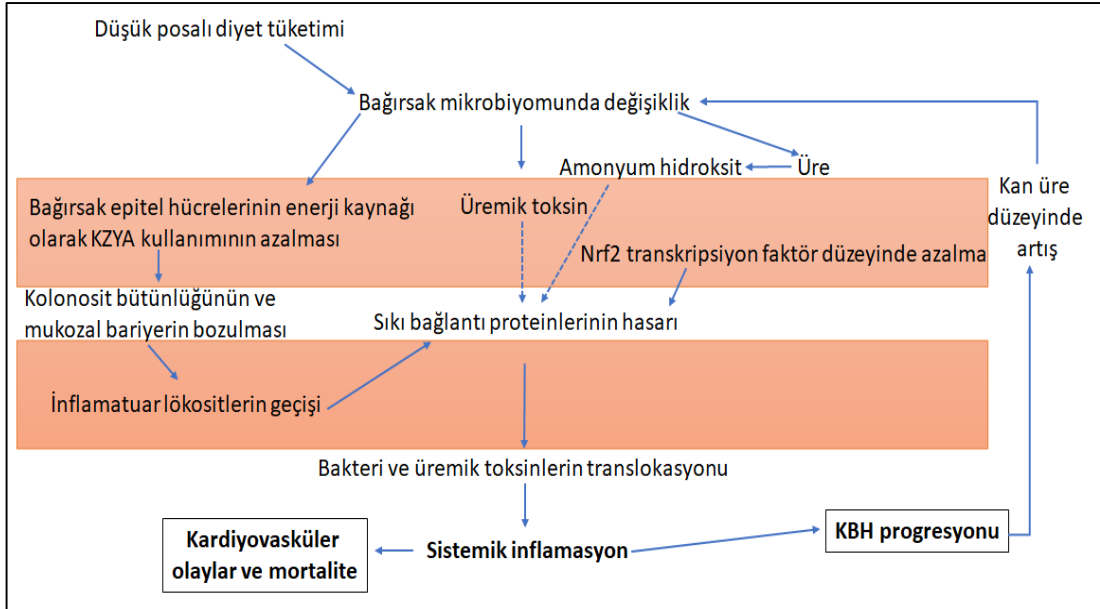 Düşük posalı diyet tüketimi
Bağırsak mikrobiyomunda değişiklik
Amonyum hidroksit
Üre
Bağırsak epitel hücrelerinin enerji kaynağı
olarak KZYA kullanımının azalması
Üremik toksin
Nrf2 transkripsiyon faktör düzeyinde azalma
Kan üre
düzeyinde
artış
Kolonosit bütünlüğünün ve
mukozal bariyerin bozulması
Sıkı bağlantı proteinlerinin hasarı
İnflamatuar lökositlerin geçişi
Bakteri ve üremik toksinlerin translokasyonu
Kardiyovasküler
olaylar ve mortalite
Sistemik inflamasyon
KBH progresyonu